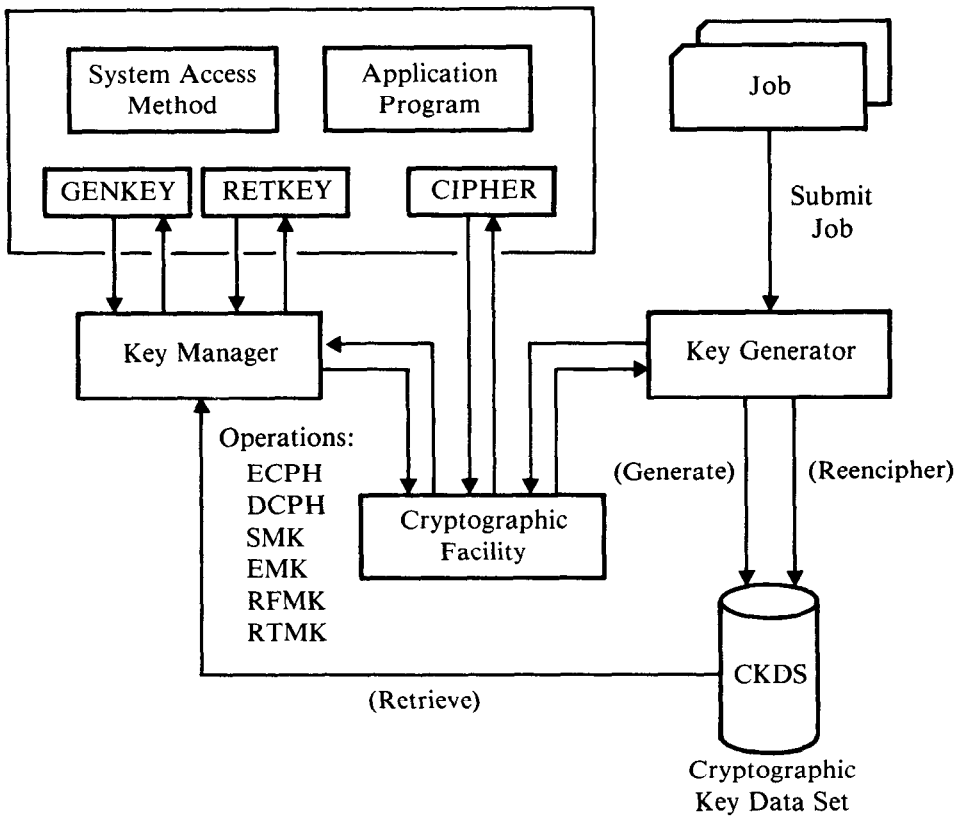 System Access
Method
Application
Program
Job
GENKEY
RETKEY
CIPHER
Submit
Job
Key Manager
Key Generator
Operations:
ECPH
DCPH
SMK
EMK
RFMK
RTMK
(Generate)
(Reencipher)
Cryptographic
Facility
CKDS
(Retrieve)
Cryptographic
Key Data Set